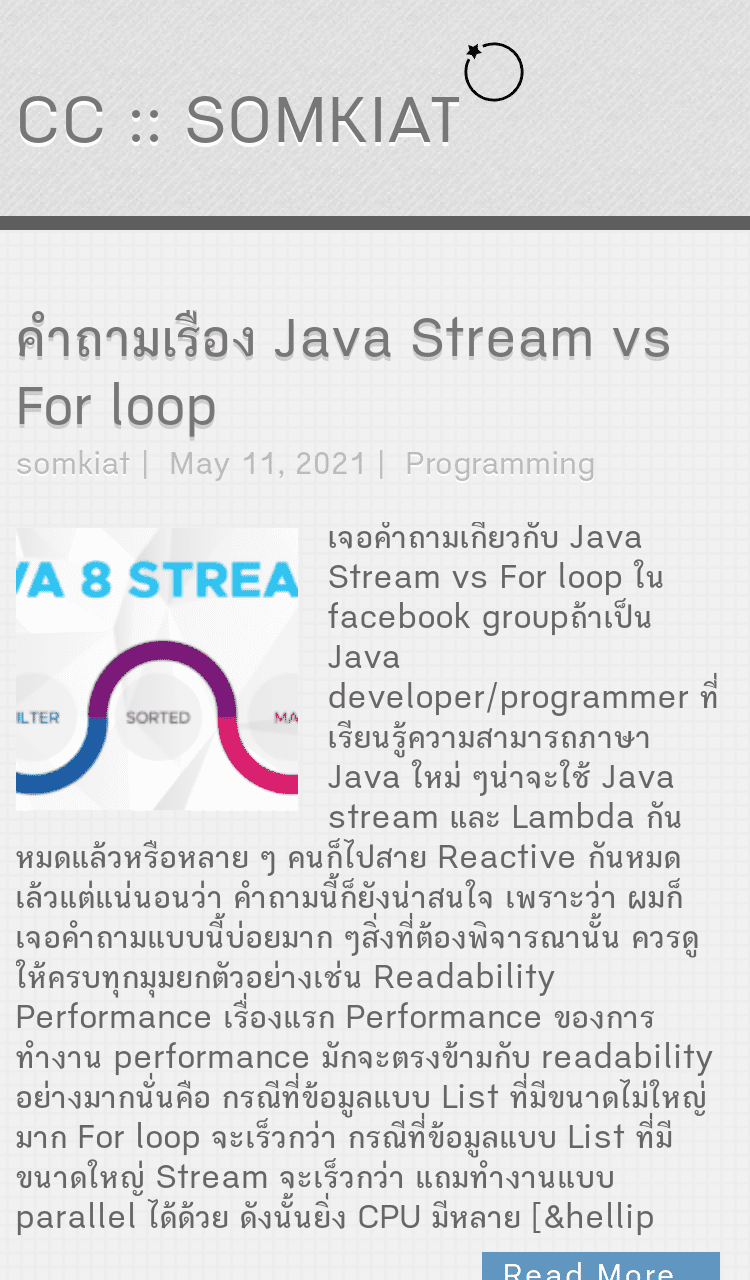 CC :: SOMKIAT
คำถามเรื่อง Java Stream vs
For loop
somkiat | May 11, 2021 | Programming
VA 8 STREA
ILTER
SORTED
MA
เจอคำถามเกี่ยวกับ Java
Stream vs For loop ใน
facebook groupถ้าเป็น
Java
developer/programmer ที่
เรียนรู้ความสามารถภาษา
Java ใหม่ ๆน่าจะใช้ Java
stream และ Lambda กัน
หมดแล้วหรือหลาย ๆ คนก็ไปสาย Reactive กันหมด
เล้วแต่แน่นอนว่า คำถามนี้ก็ยังน่าสนใจ เพราะว่า ผมก็
เจอคำถามแบบนี้บ่อยมาก ๆสิ่งที่ต้องพิจารณานั้น ควรดู
ให้ครบทุกมุมยกตัวอย่างเช่น Readability
Performance เรื่องแรก Performance ของการ
ทำงาน performance มักจะตรงข้ามกับ readability
อย่างมากนั่นคือ กรณีที่ข้อมูลแบบ List ที่มีขนาดไม่ใหญ่
มาก For loop จะเร็วกว่า กรณีที่ข้อมูลแบบ List ที่มี
ขนาดใหญ่ Stream จะเร็วกว่า แถมทำงานแบบ
parallel ได้ด้วย ดังนั้นยิ่ง CPU มีหลาย [&hellip
Read More